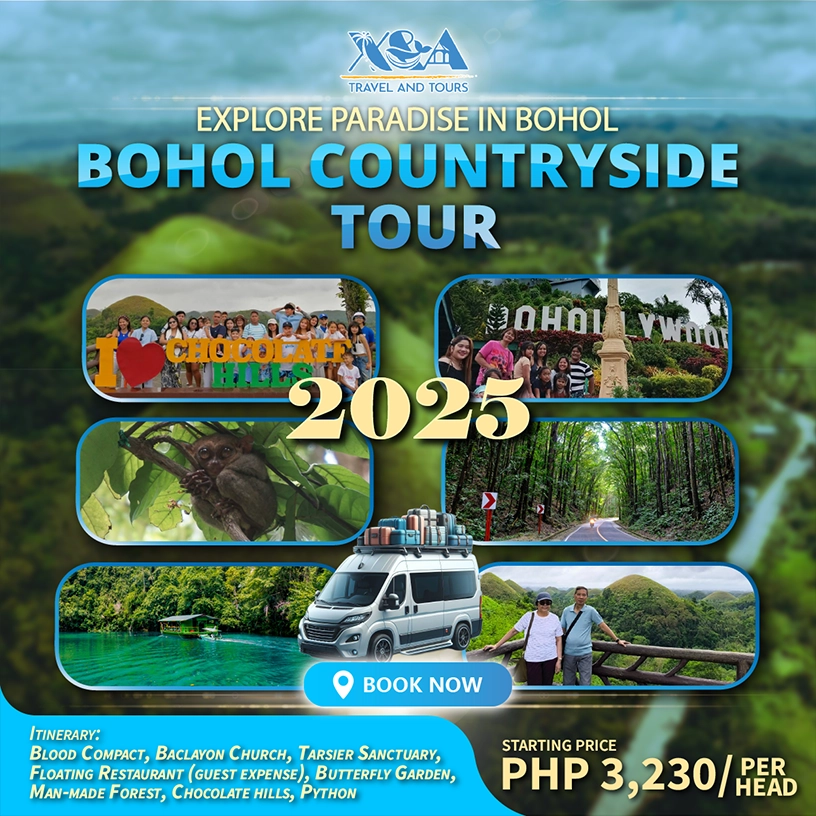 X&A
TRAVEL AND TOURS
EXPLORE PARADISE IN BOHOL
BOHOL COUNTRYSIDE
TOUR
I CHOCOLATE
HILLS
BOHOLLYWOOD
2025
BOOK NOW
ITINERARY:
BLOOD COMPACT, BACLAYON CHURCH, TARSIER SANCTUARY,
FLOATING RESTAURANT (GUEST EXPENSE), BUTTERFLY GARDEN,
MAN-MADE FOREST, CHOCOLATE HILLS, PYTHON
STARTING PRICE
PHP 3,230/PER
HEAD